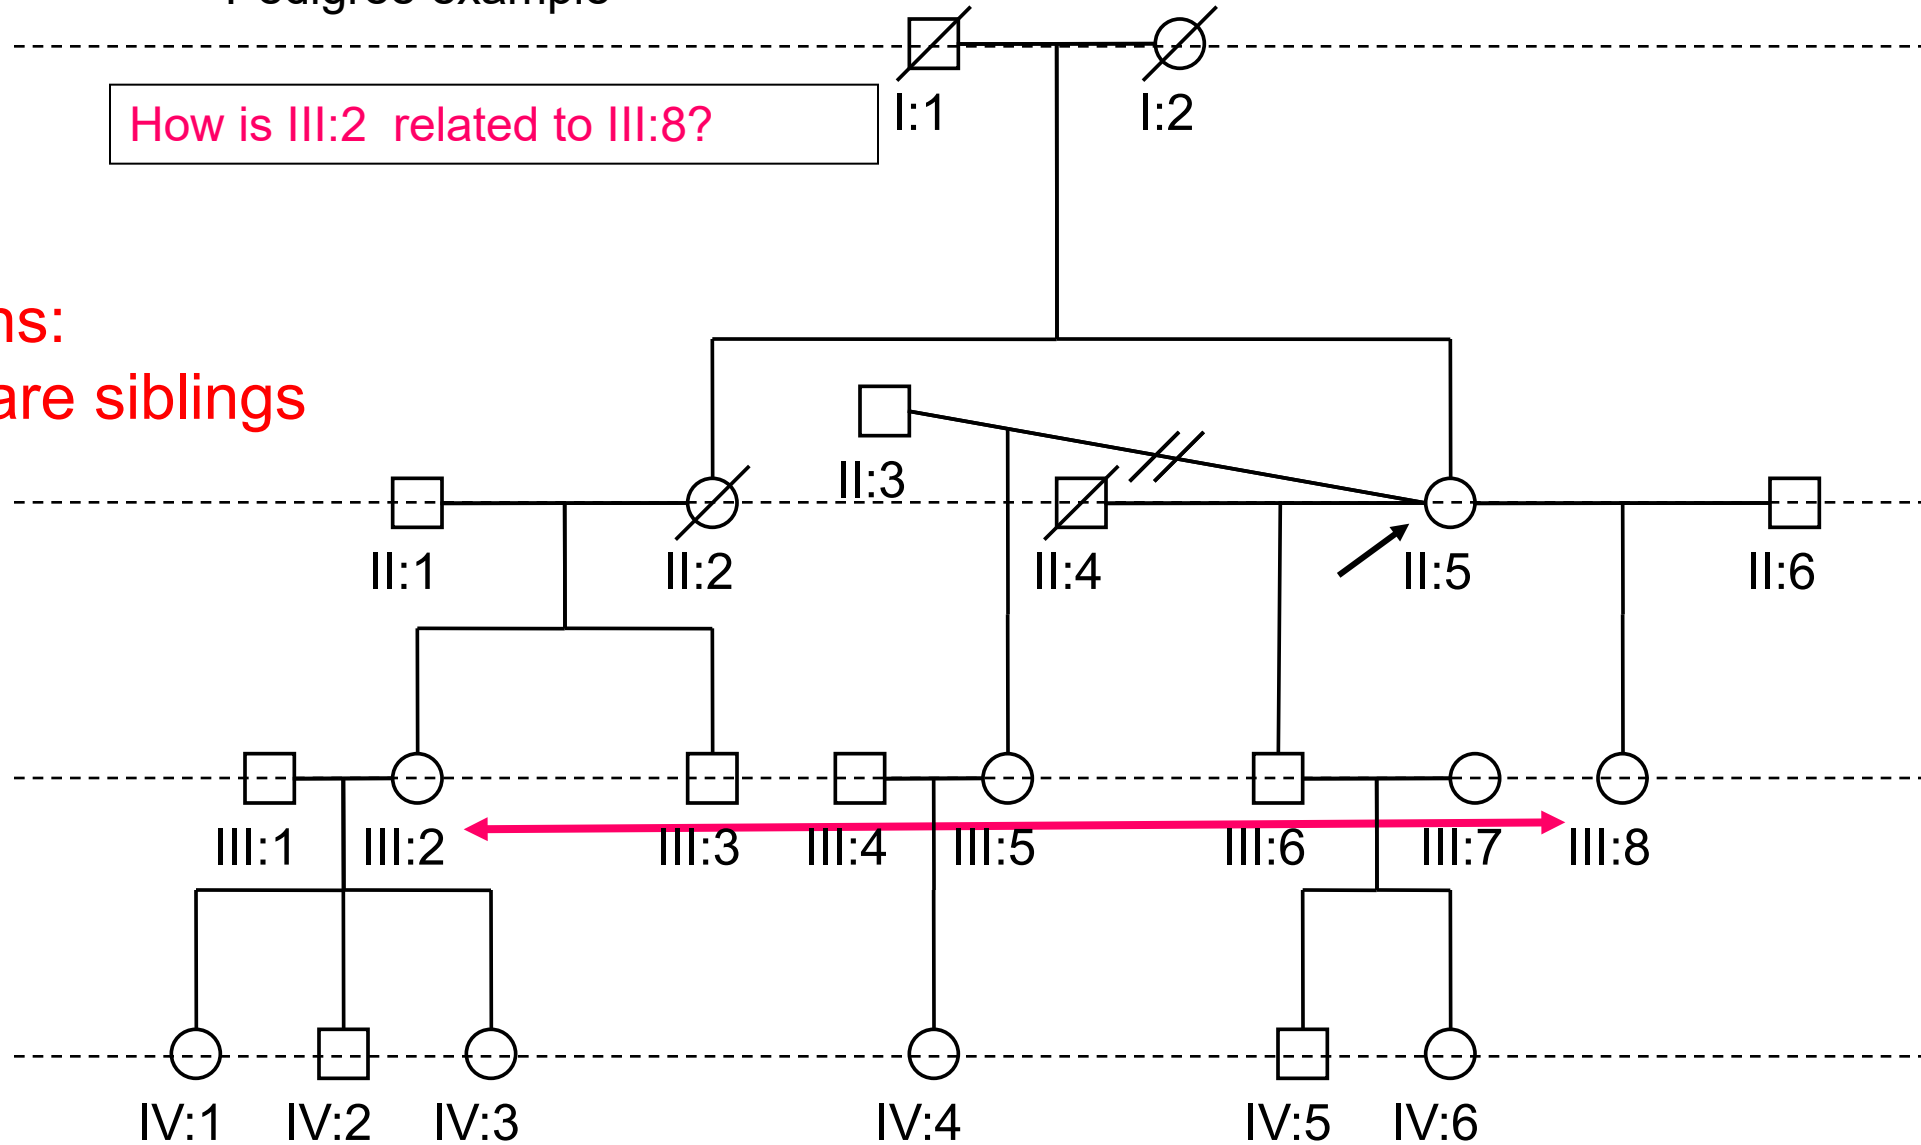 Pedigree example
I:1 I:2
How is III:2 related to III:8?
ns:
are siblings
II:3
II:1 II:2 II:4 II:5 II:6
III:1 III:2 III:3 III:4 III:5 III:6 III:7 III:8
IV:1 IV:2 IV:3 IV:4 IV:5 IV:6